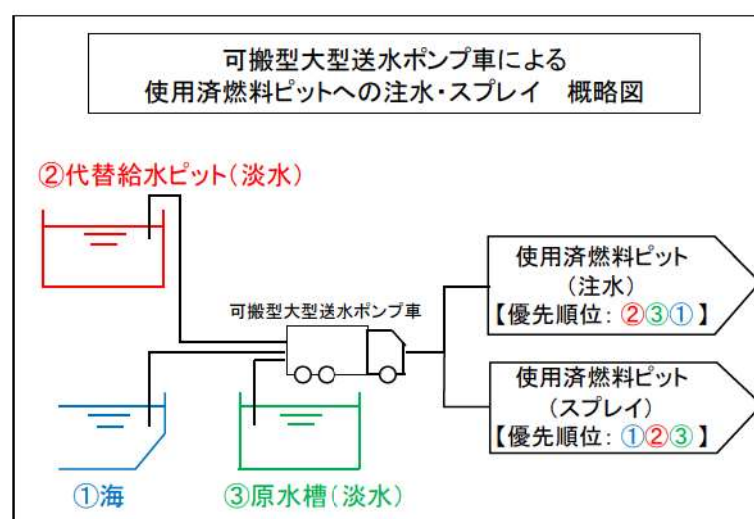 可搬型大型送水ポンプ車による
使用済燃料ピットへの注水・スプレイ　概略図
②代替給水ピット(淡水)
可搬型大型送水ポンプ車
使用済燃料ピット
(注水)
【優先順位：②③①】
使用済燃料ピット
(スプレイ)
【優先順位：①②③】
①海
③原水槽(淡水)